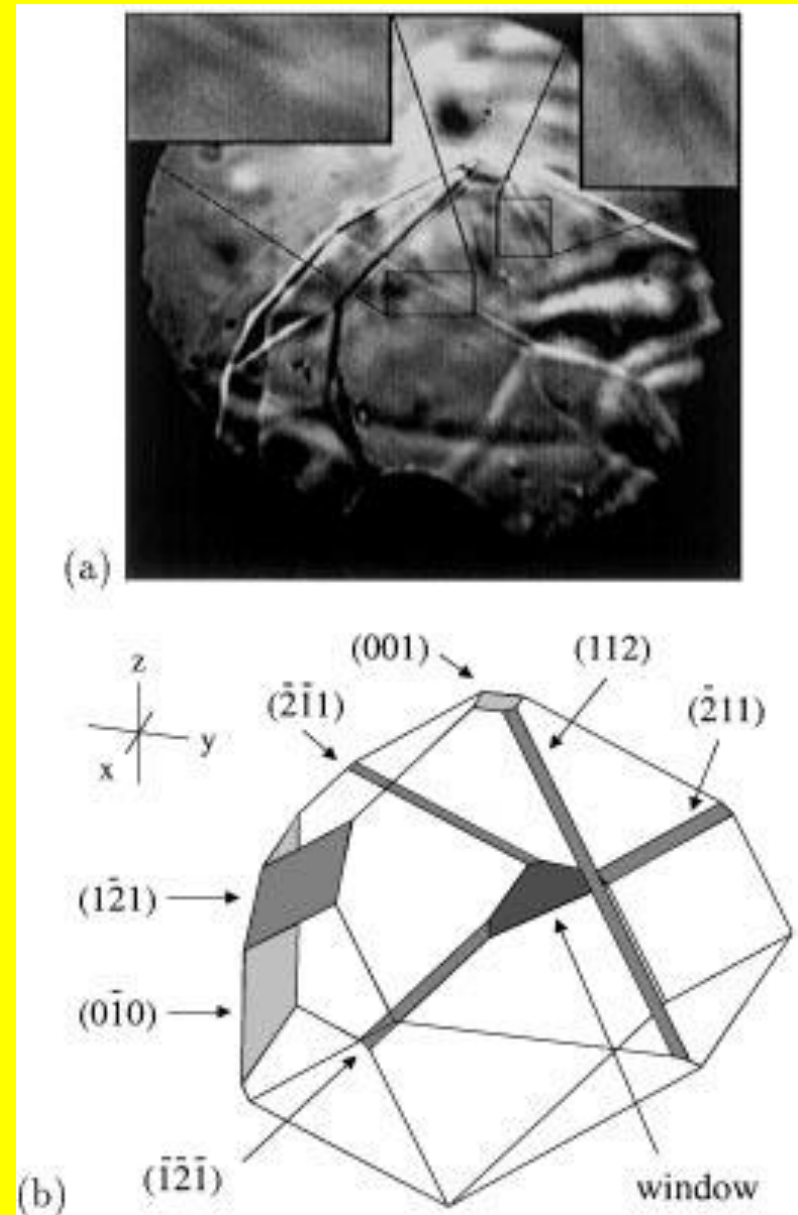 (a)
z
y
x
(001)
(112)
(2̄1̄1)
(2̄11)
(12̄1)
(01̄0)
(1̄2̄1̄)
window
(b)